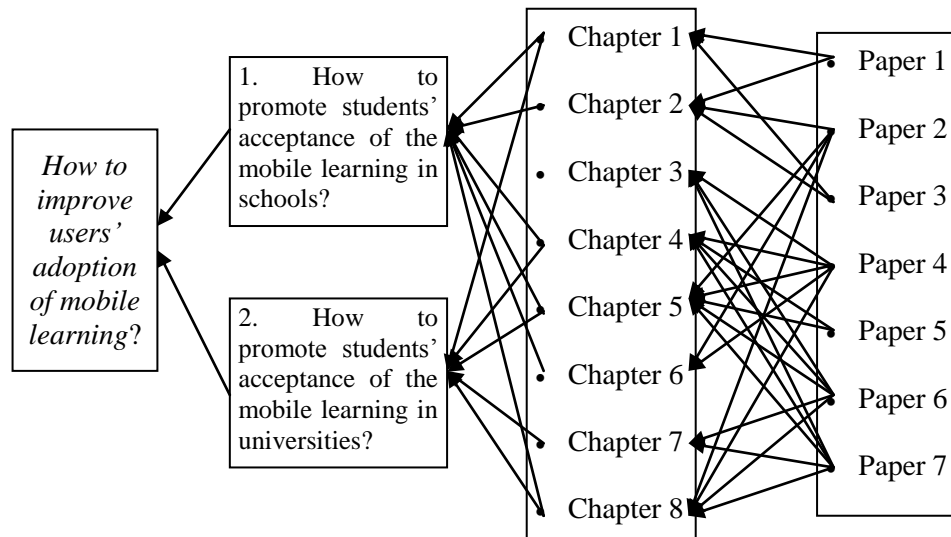 How to
improve
users’
adoption
of mobile
learning?
1. How to
promote students’
acceptance of the
mobile learning in
schools?
2. How to
promote students’
acceptance of the
mobile learning in
universities?
Chapter 1
Chapter 2
Chapter 3
Chapter 4
Chapter 5
Chapter 6
Chapter 7
Chapter 8
Paper 1
Paper 2
Paper 3
Paper 4
Paper 5
Paper 6
Paper 7